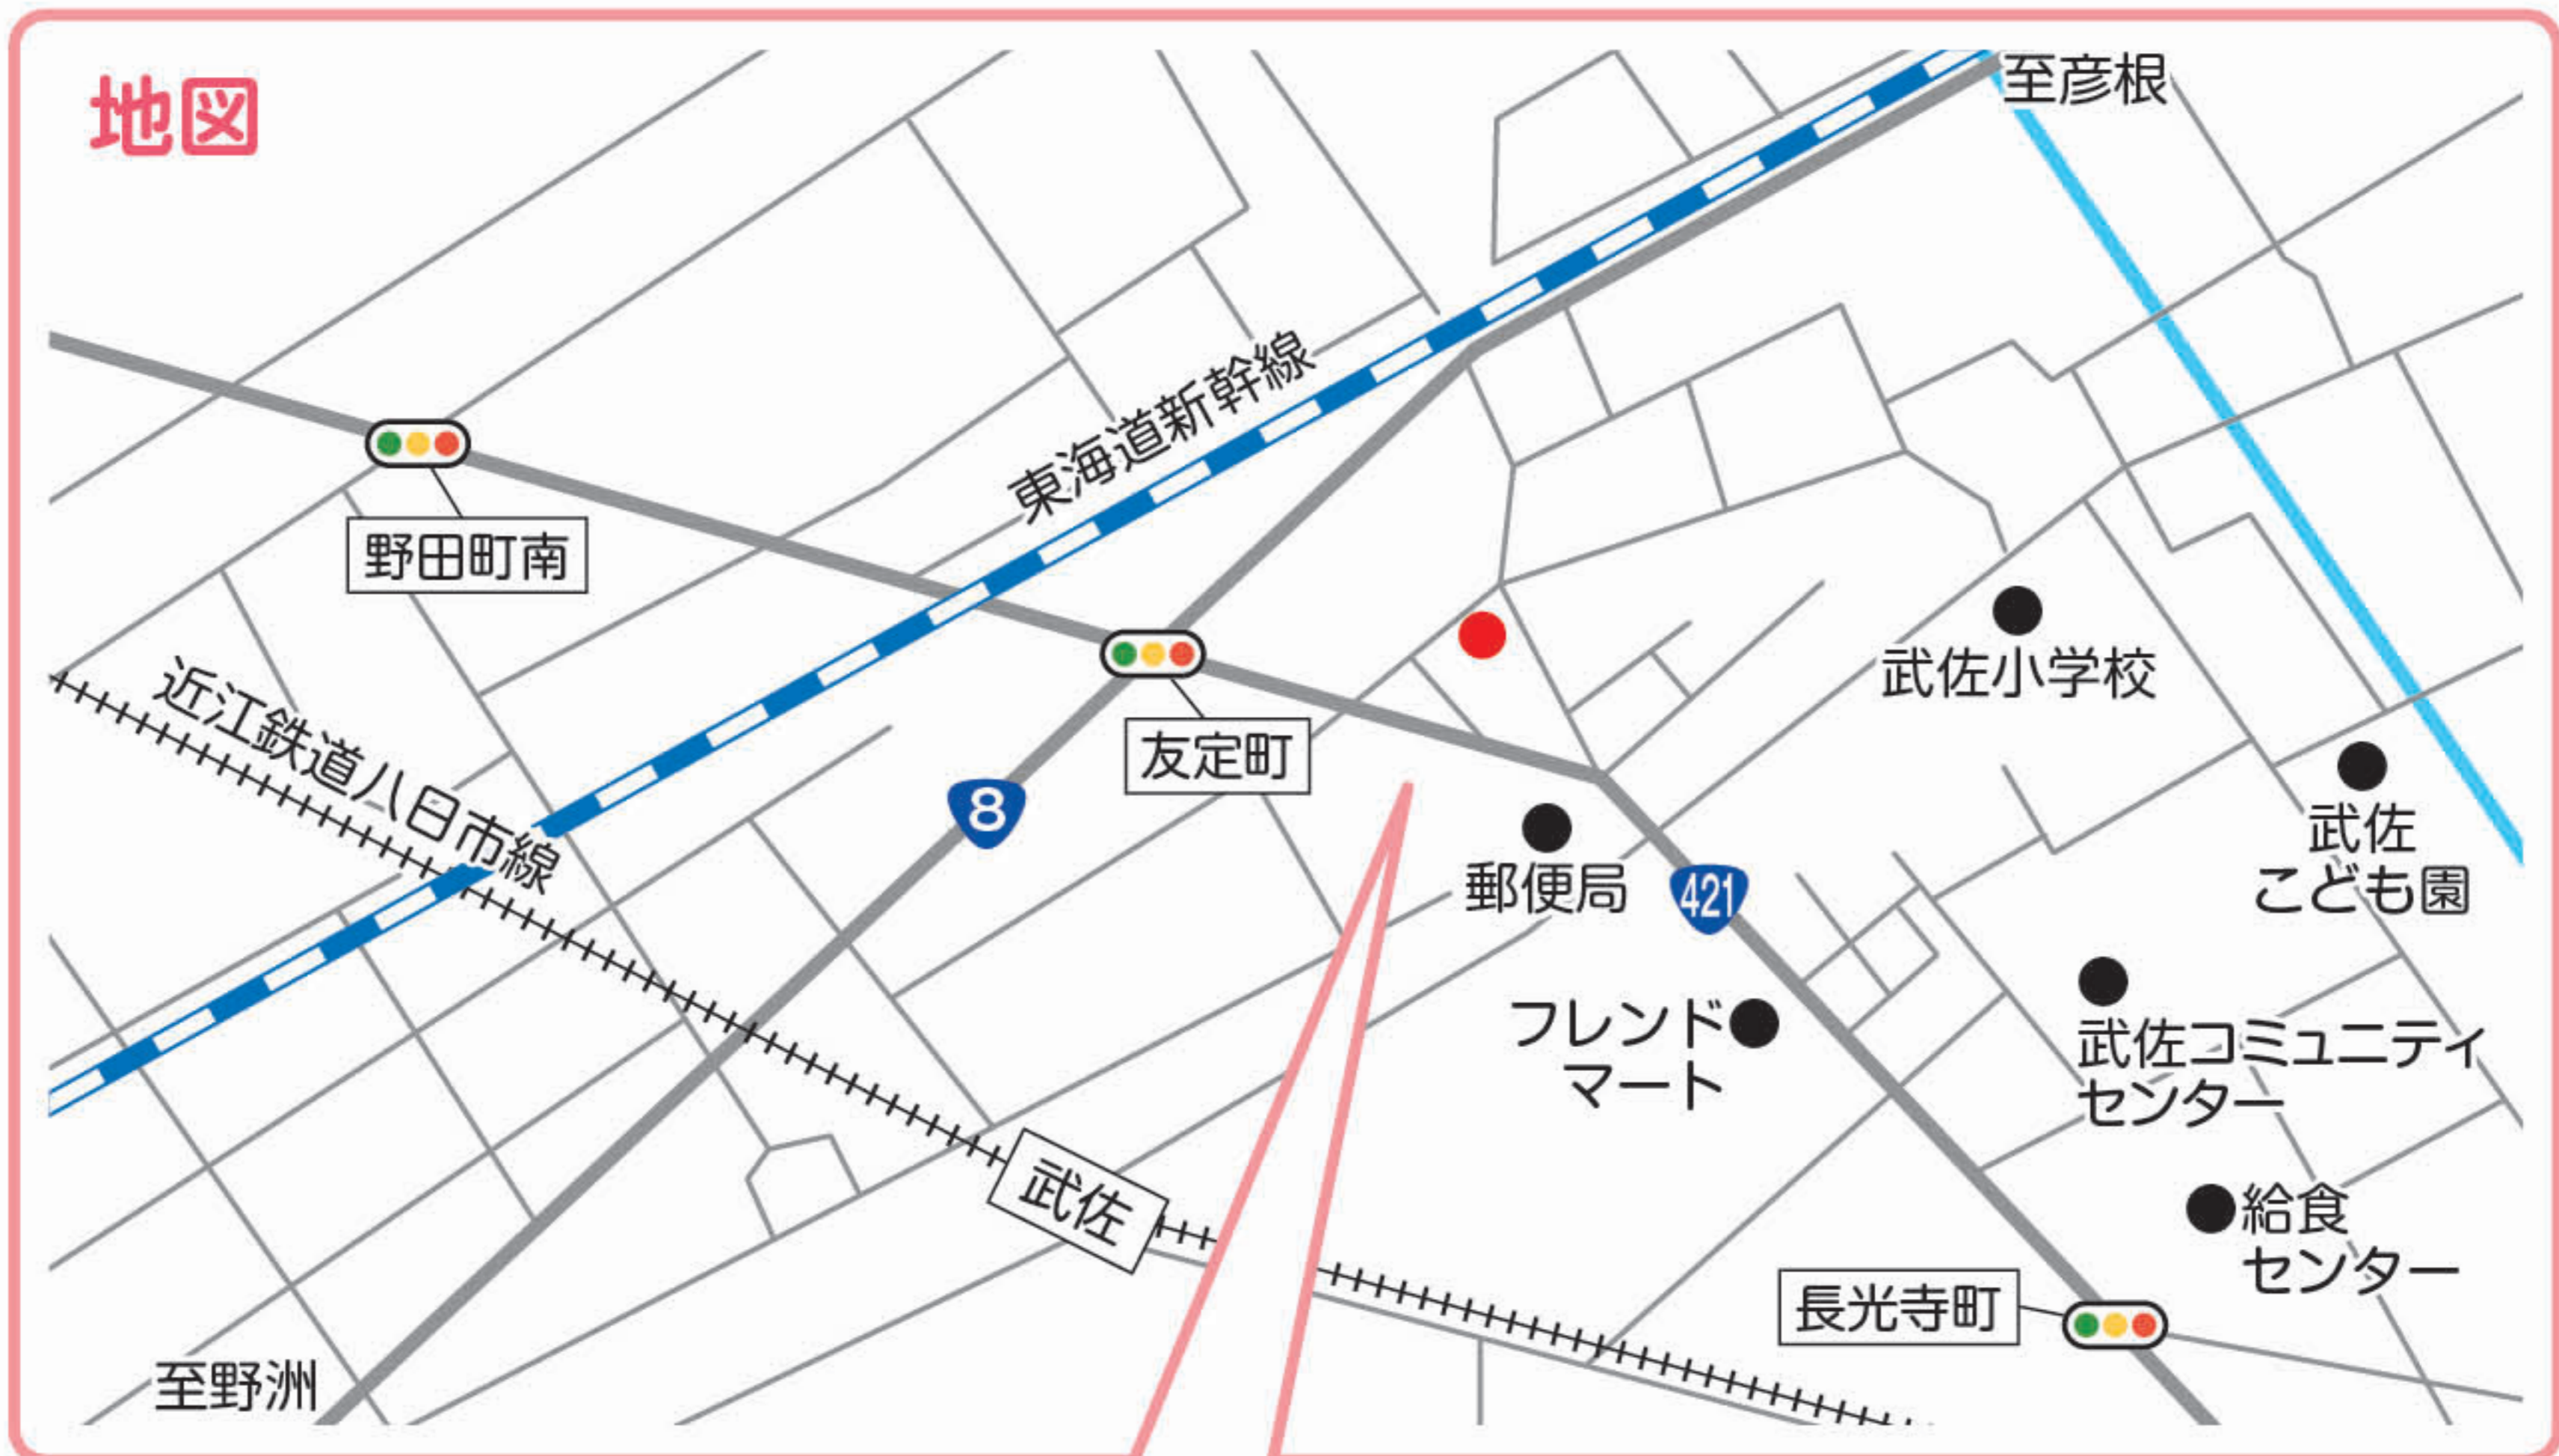 地図
至彦根
東海道新幹線
野田町南
近江鉄道八日市線
友定町
8
武佐小学校
郵便局
421
武佐
こども園
フレンド
マート
武佐コミュニティ
センター
武佐
給食
センター
長光寺町
至野洲